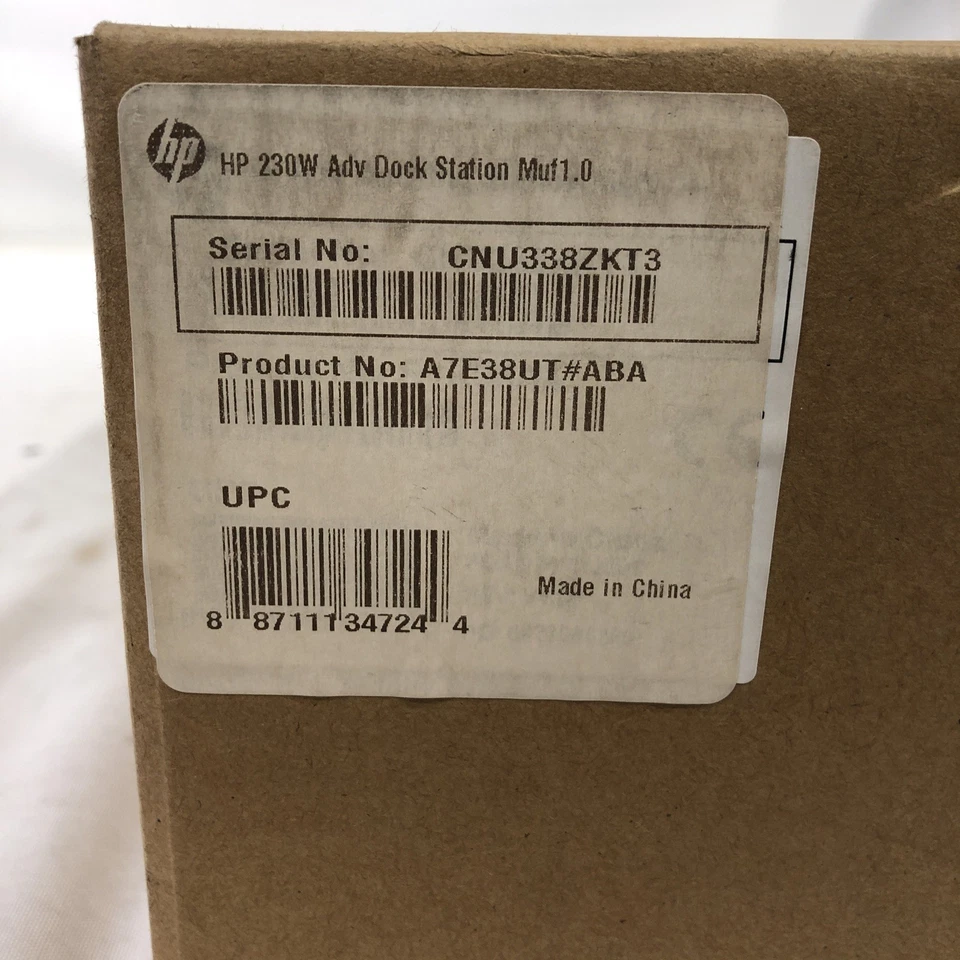 hp HP 230W Adv Dock Station Muf1.0
Serial No: CNU338ZKT3
Product No: A7E38UT#ABA
UPC
Made in China
8 87111 34724 4